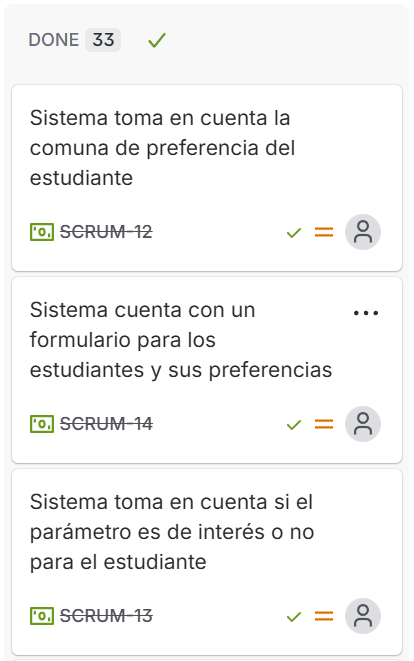 DONE 33
Sistema toma en cuenta la
comuna de preferencia del
estudiante
SCRUM-12
Sistema cuenta con un
formulario para los
estudiantes y sus preferencias
SCRUM-14
Sistema toma en cuenta si el
parámetro es de interés o no
para el estudiante
SCRUM-13